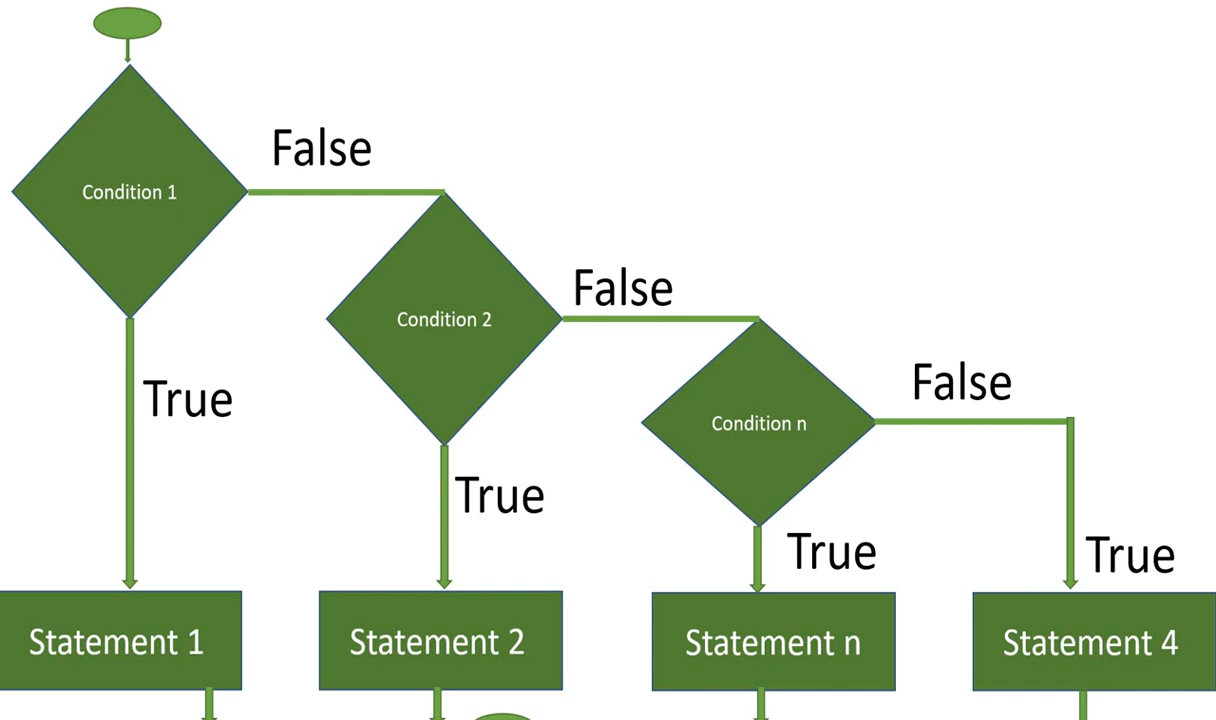 False
Condition 1
False
Condition 2
False
True
Condition n
True
True
True
Statement 1
Statement 2
Statement n
Statement 4